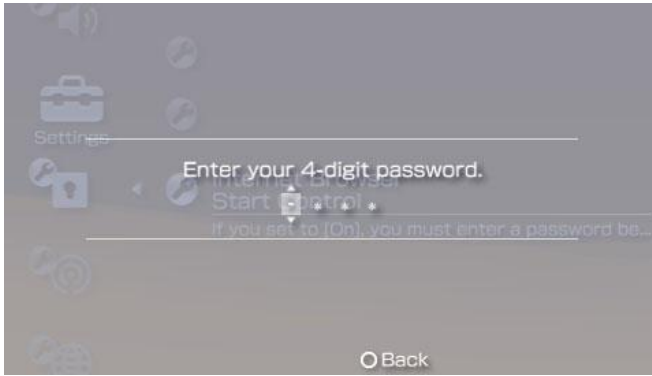 Settings
Enter your 4-digit password.
Internet Browser
Start Control
- * * *
If you set to [On], you must enter a password be...
Back